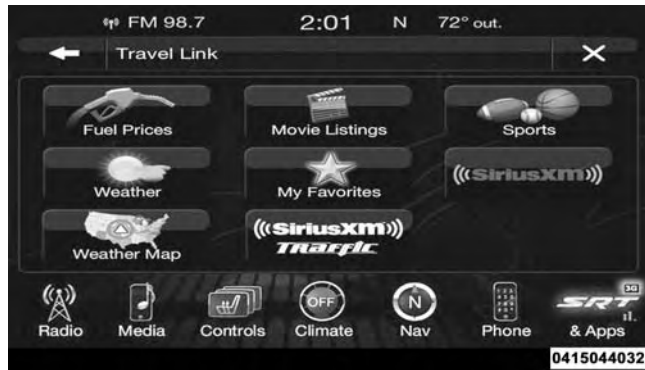 FM 98.7 2:01 N 72° out.
Travel Link
Fuel Prices Movie Listings Sports
Weather My Favorites ((SiriusXM))
Weather Map ((SiriusXM))
TRaffIc
OFF N 3G
SRT
Radio Media Controls Climate Nav Phone & Apps
0415044032